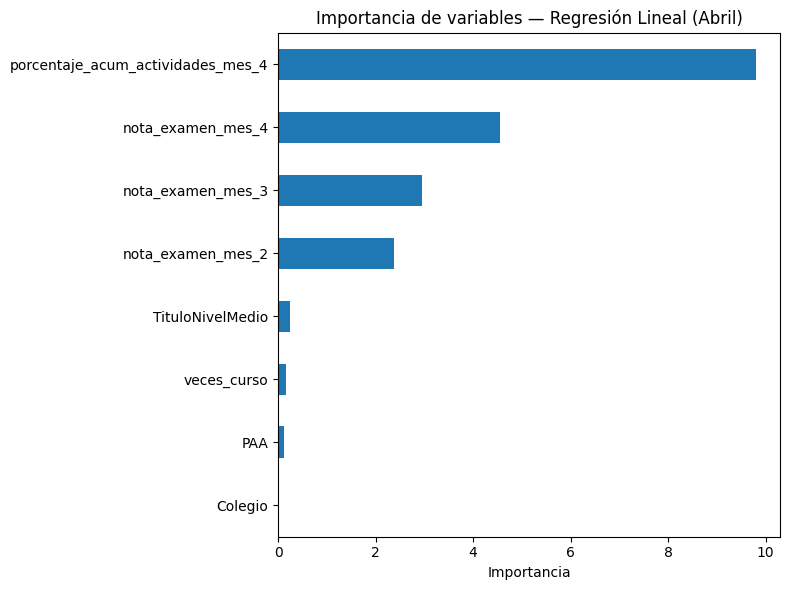 Importancia de variables — Regresión Lineal (Abril)
porcentaje_acum_actividades_mes_4
nota_examen_mes_4
nota_examen_mes_3
nota_examen_mes_2
TituloNivelMedio
veces_curso
PAA
Colegio
0 2 4 6 8 10
Importancia